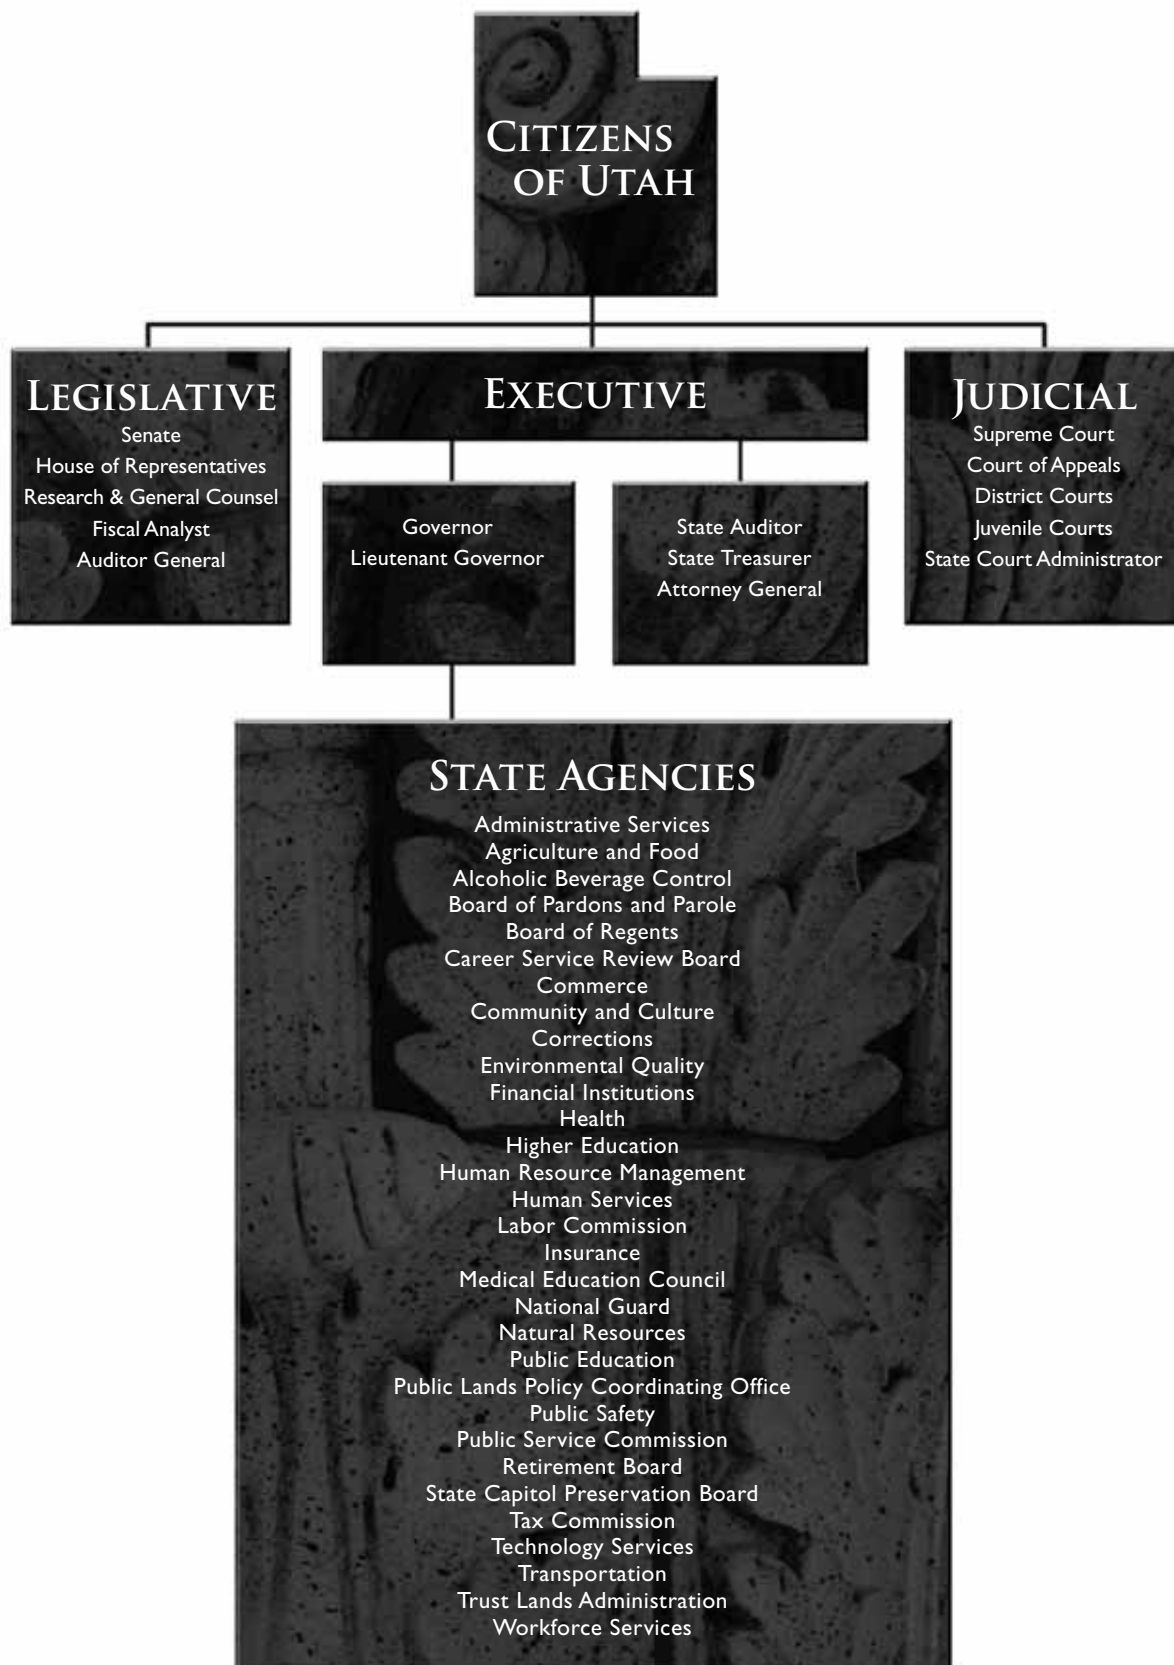 CITIZENS
OF UTAH
LEGISLATIVE
Senate
House of Representatives
Research & General Counsel
Fiscal Analyst
Auditor General
EXECUTIVE
Governor
Lieutenant Governor
State Auditor
State Treasurer
Attorney General
JUDICIAL
Supreme Court
Court of Appeals
District Courts
Juvenile Courts
State Court Administrator
STATE AGENCIES
Administrative Services
Agriculture and Food
Alcoholic Beverage Control
Board of Pardons and Parole
Board of Regents
Career Service Review Board
Commerce
Community and Culture
Corrections
Environmental Quality
Financial Institutions
Health
Higher Education
Human Resource Management
Human Services
Labor Commission
Insurance
Medical Education Council
National Guard
Natural Resources
Public Education
Public Lands Policy Coordinating Office
Public Safety
Public Service Commission
Retirement Board
State Capitol Preservation Board
Tax Commission
Technology Services
Transportation
Trust Lands Administration
Workforce Services